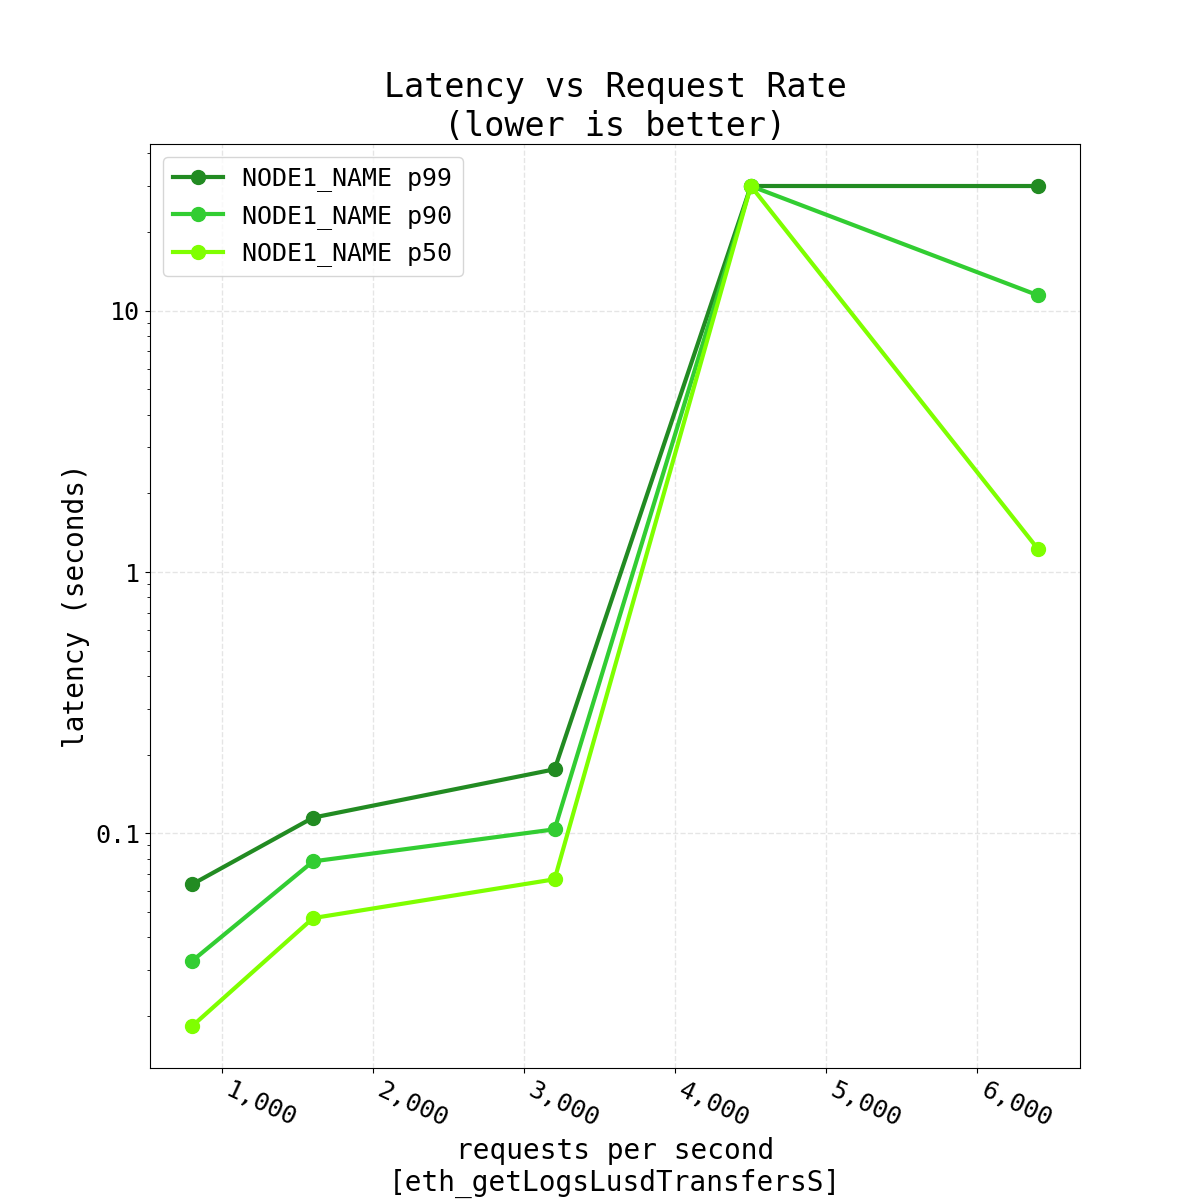 Latency vs Request Rate
(lower is better)
NODE1_NAME p99
NODE1_NAME p90
NODE1_NAME p50
10
1
0.1
latency (seconds)
1,000
2,000
3,000
4,000
5,000
6,000
requests per second
[eth_getLogsLusdTransfersS]